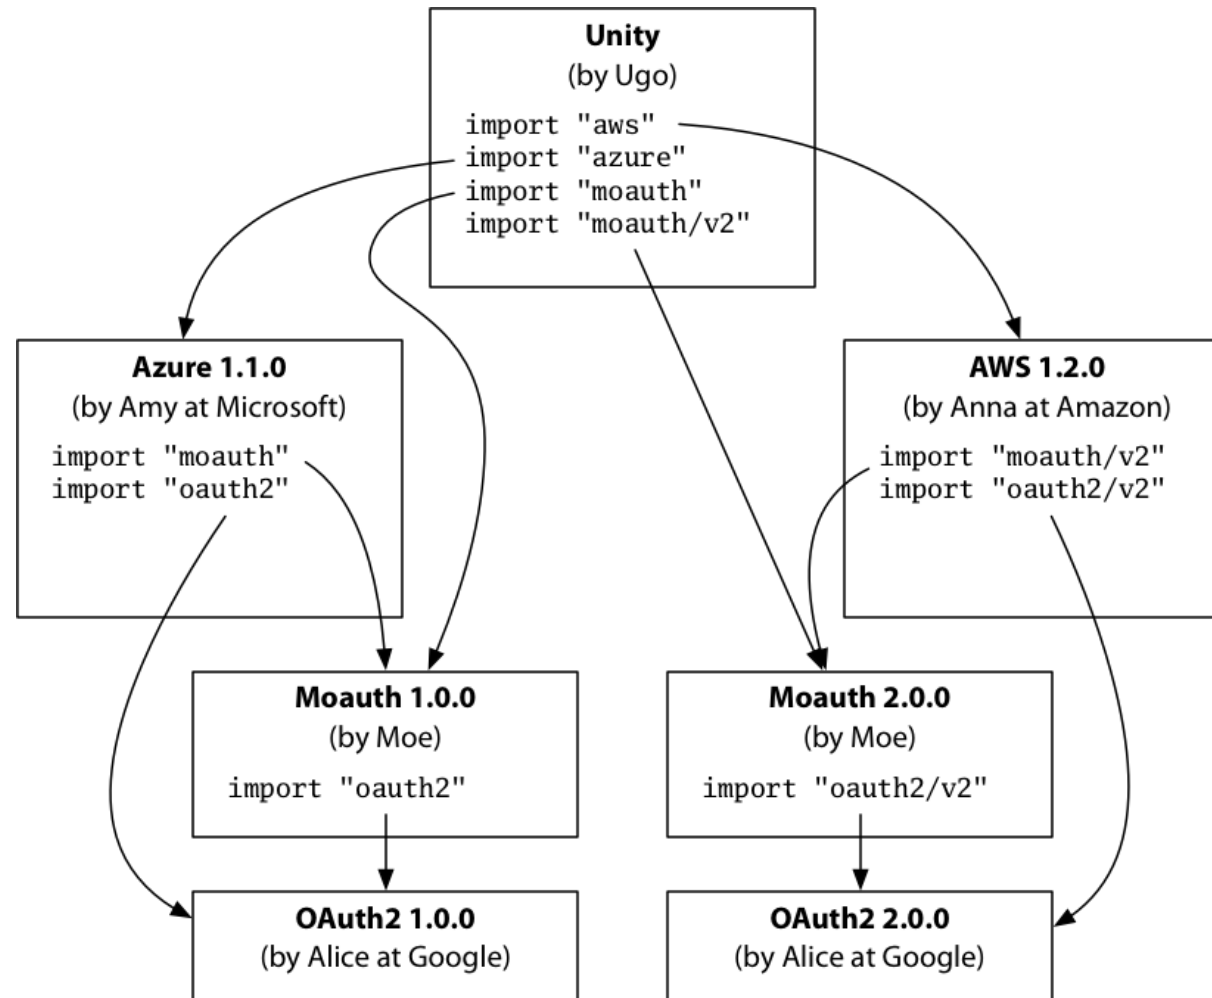 Unity
(by Ugo)
import "aws"
import "azure"
import "moauth"
import "moauth/v2"
Azure 1.1.0
(by Amy at Microsoft)
import "moauth"
import "oauth2"
AWS 1.2.0
(by Anna at Amazon)
import "moauth/v2"
import "oauth2/v2"
Moauth 1.0.0
(by Moe)
import "oauth2"
Moauth 2.0.0
(by Moe)
import "oauth2/v2"
OAuth2 1.0.0
(by Alice at Google)
OAuth2 2.0.0
(by Alice at Google)